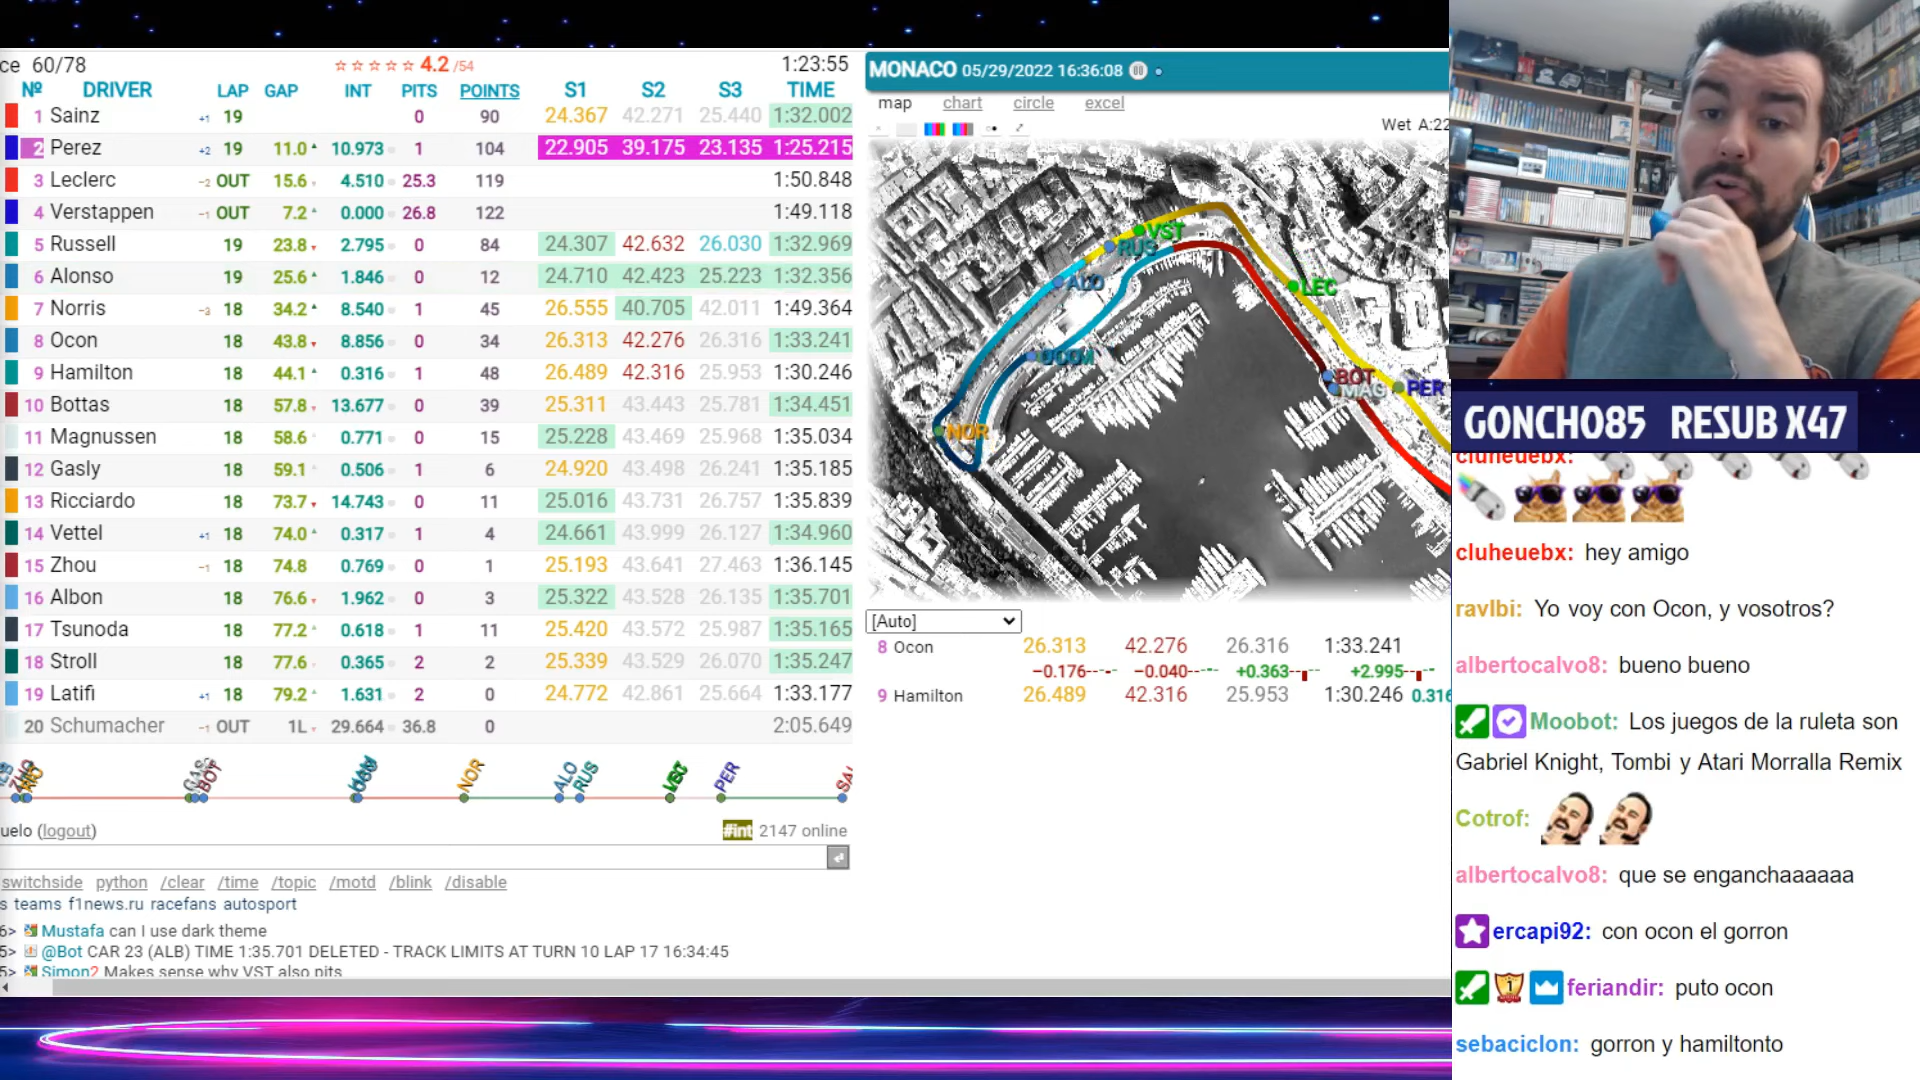 ce 60/78 ☆☆☆☆☆ 4.2 /54 1:23:55
Nº DRIVER LAP GAP INT PITS POINTS S1 S2 S3 TIME
1 Sainz +1 19 0 90 24.367 42.271 25.440 1:32.002
2 Perez +2 19 11.0 10.973 1 104 22.905 39.175 23.135 1:25.215
3 Leclerc −2 OUT 15.6 4.510 25.3 119 1:50.848
4 Verstappen −1 OUT 7.2 0.000 26.8 122 1:49.118
5 Russell 19 23.8 2.795 0 84 24.307 42.632 26.030 1:32.969
6 Alonso 19 25.6 1.846 0 12 24.710 42.423 25.223 1:32.356
7 Norris −3 18 34.2 8.540 1 45 26.555 40.705 42.011 1:49.364
8 Ocon 18 43.8 8.856 0 34 26.313 42.276 26.316 1:33.241
9 Hamilton 18 44.1 0.316 1 48 26.489 42.316 25.953 1:30.246
10 Bottas 18 57.8 13.677 0 39 25.311 43.443 25.781 1:34.451
11 Magnussen 18 58.6 0.771 0 15 25.228 43.469 25.968 1:35.034
12 Gasly 18 59.1 0.506 1 6 24.920 43.498 26.241 1:35.185
13 Ricciardo 18 73.7 14.743 0 11 25.016 43.731 26.757 1:35.839
14 Vettel +1 18 74.0 0.317 1 4 24.661 43.999 26.127 1:34.960
15 Zhou −1 18 74.8 0.769 0 1 25.193 43.641 27.463 1:36.145
16 Albon 18 76.6 1.962 0 3 25.322 43.528 26.135 1:35.701
17 Tsunoda 18 77.2 0.618 1 11 25.420 43.572 25.987 1:35.165
18 Stroll 18 77.6 0.365 2 2 25.339 43.529 26.070 1:35.247
19 Latifi +1 18 79.2 1.631 2 0 24.772 42.861 25.664 1:33.177
20 Schumacher −1 OUT 1L 29.664 36.8 0 2:05.649
BOT NOR ALO RUS PER SAI
uelo (logout) #int 2147 online
switchside python /clear /time /topic /motd /blink /disable
s teams f1news.ru racefans autosport
6> Mustafa can I use dark theme
5> @Bot CAR 23 (ALB) TIME 1:35.701 DELETED - TRACK LIMITS AT TURN 10 LAP 17 16:34:45
5> Simon2 Makes sense why VST also pits
MONACO 05/29/2022 16:36:08
map chart circle excel
Wet A:22
VST
RUS
ALO
LEC
OCON
BOT
MAG
PER
NOR
[Auto]
8 Ocon 26.313 42.276 26.316 1:33.241
−0.176 −0.040 +0.363 +2.995
9 Hamilton 26.489 42.316 25.953 1:30.246 0.316
GONCHO85 RESUB X47
cluheuebx:
cluheuebx: hey amigo
ravlbi: Yo voy con Ocon, y vosotros?
albertocalvo8: bueno bueno
Moobot: Los juegos de la ruleta son
Gabriel Knight, Tombi y Atari Morralla Remix
Cotrof:
albertocalvo8: que se enganchaaaaaa
ercapi92: con ocon el gorron
1 feriandir: puto ocon
sebaciclon: gorron y hamiltonto